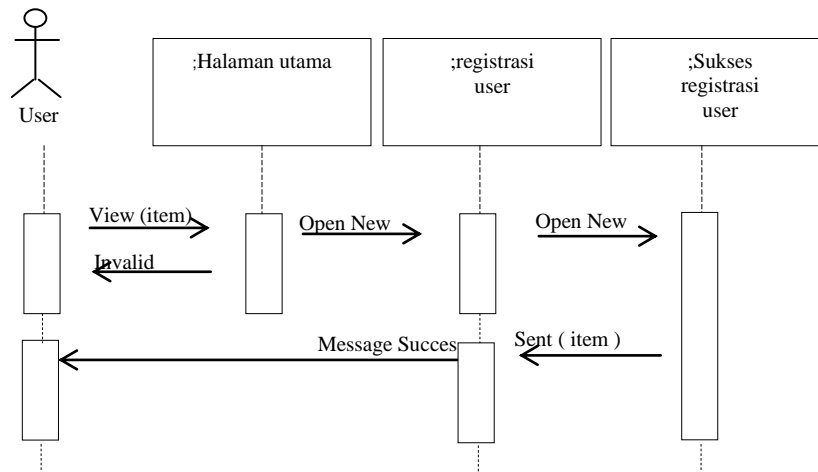 ;Halaman utama
;registrasi
user
;Sukses
registrasi
user
User
View (item)
Open New
Open New
Invalid
Message Succes
Sent ( item )